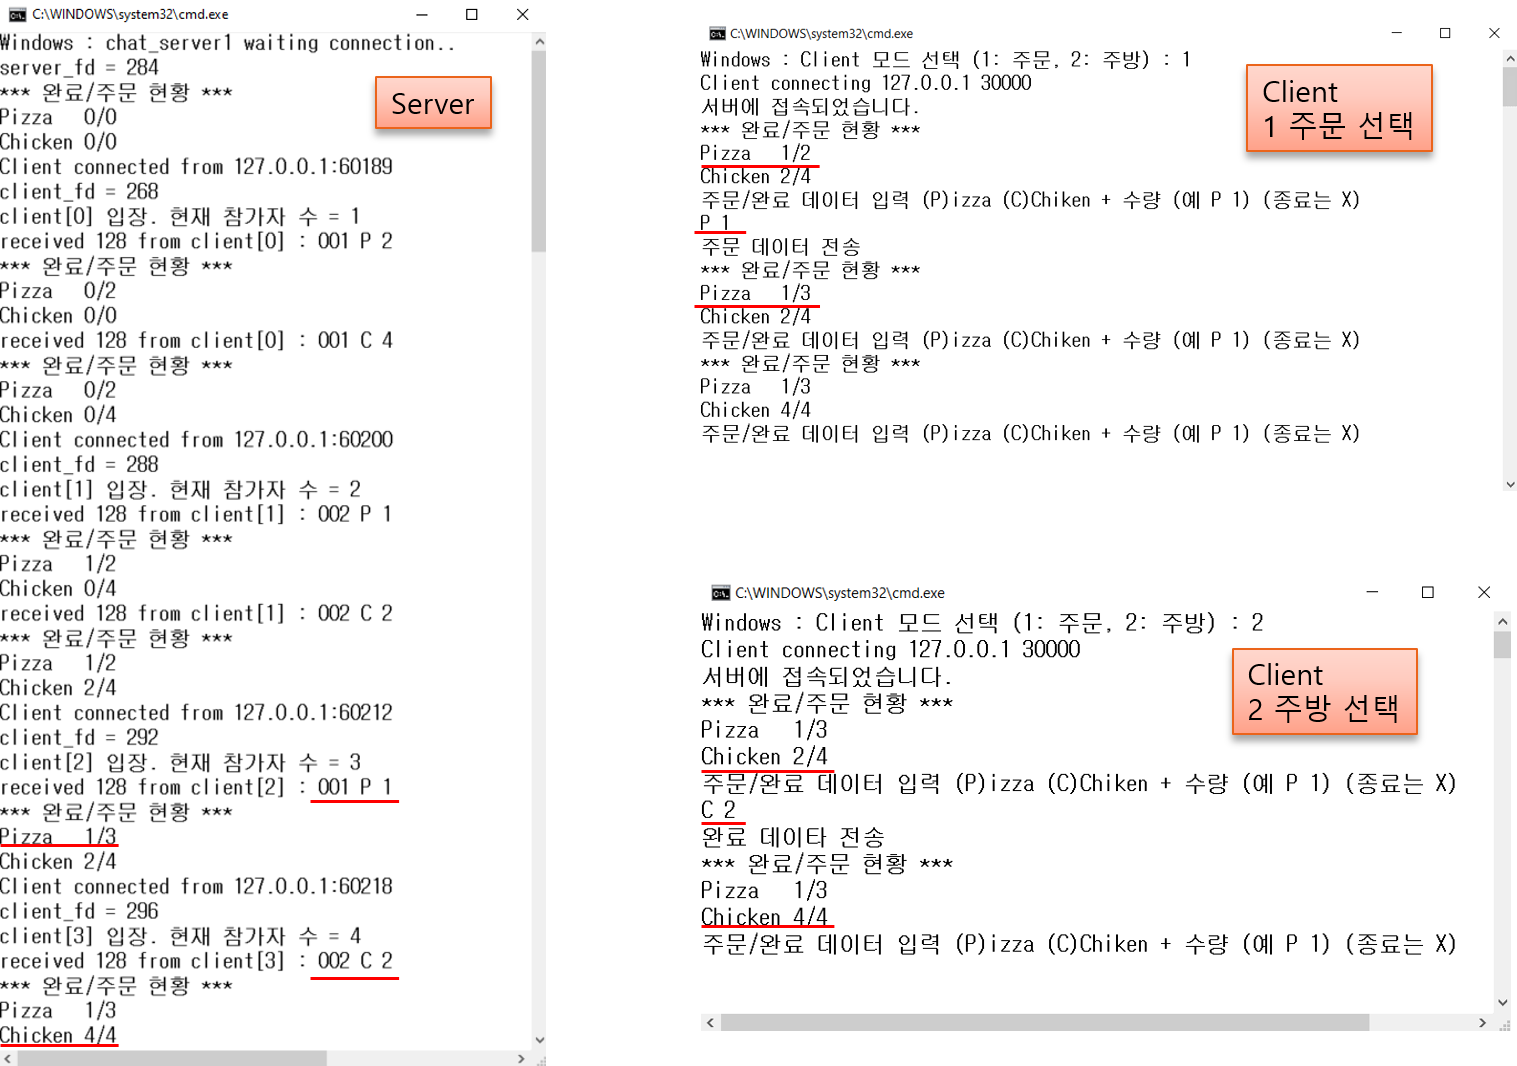 C:\WINDOWS\system32\cmd.exe
Windows : chat_server1 waiting connection..
server_fd = 284
*** 완료/주문 현황 ***
Pizza 0/0
Chicken 0/0
Client connected from 127.0.0.1:60189
client_fd = 268
client[0] 입장. 현재 참가자 수 = 1
received 128 from client[0] : 001 P 2
*** 완료/주문 현황 ***
Pizza 0/2
Chicken 0/0
received 128 from client[0] : 001 C 4
*** 완료/주문 현황 ***
Pizza 0/2
Chicken 0/4
Client connected from 127.0.0.1:60200
client_fd = 288
client[1] 입장. 현재 참가자 수 = 2
received 128 from client[1] : 002 P 1
*** 완료/주문 현황 ***
Pizza 1/2
Chicken 0/4
received 128 from client[1] : 002 C 2
*** 완료/주문 현황 ***
Pizza 1/2
Chicken 2/4
Client connected from 127.0.0.1:60212
client_fd = 292
client[2] 입장. 현재 참가자 수 = 3
received 128 from client[2] : 001 P 1
*** 완료/주문 현황 ***
Pizza 1/3
Chicken 2/4
Client connected from 127.0.0.1:60218
client_fd = 296
client[3] 입장. 현재 참가자 수 = 4
received 128 from client[3] : 002 C 2
*** 완료/주문 현황 ***
Pizza 1/3
Chicken 4/4
Server
C:\WINDOWS\system32\cmd.exe
Windows : Client 모드 선택 (1: 주문, 2: 주방) : 1
Client connecting 127.0.0.1 30000
서버에 접속되었습니다.
*** 완료/주문 현황 ***
Pizza 1/2
Chicken 2/4
주문/완료 데이터 입력 (P)izza (C)Chiken + 수량 (예 P 1) (종료는 X)
P 1
주문 데이터 전송
*** 완료/주문 현황 ***
Pizza 1/3
Chicken 2/4
주문/완료 데이터 입력 (P)izza (C)Chiken + 수량 (예 P 1) (종료는 X)
*** 완료/주문 현황 ***
Pizza 1/3
Chicken 4/4
주문/완료 데이터 입력 (P)izza (C)Chiken + 수량 (예 P 1) (종료는 X)
Client
1 주문 선택
C:\WINDOWS\system32\cmd.exe
Windows : Client 모드 선택 (1: 주문, 2: 주방) : 2
Client connecting 127.0.0.1 30000
서버에 접속되었습니다.
*** 완료/주문 현황 ***
Pizza 1/3
Chicken 2/4
주문/완료 데이터 입력 (P)izza (C)Chiken + 수량 (예 P 1) (종료는 X)
C 2
완료 데이타 전송
*** 완료/주문 현황 ***
Pizza 1/3
Chicken 4/4
주문/완료 데이터 입력 (P)izza (C)Chiken + 수량 (예 P 1) (종료는 X)
Client
2 주방 선택